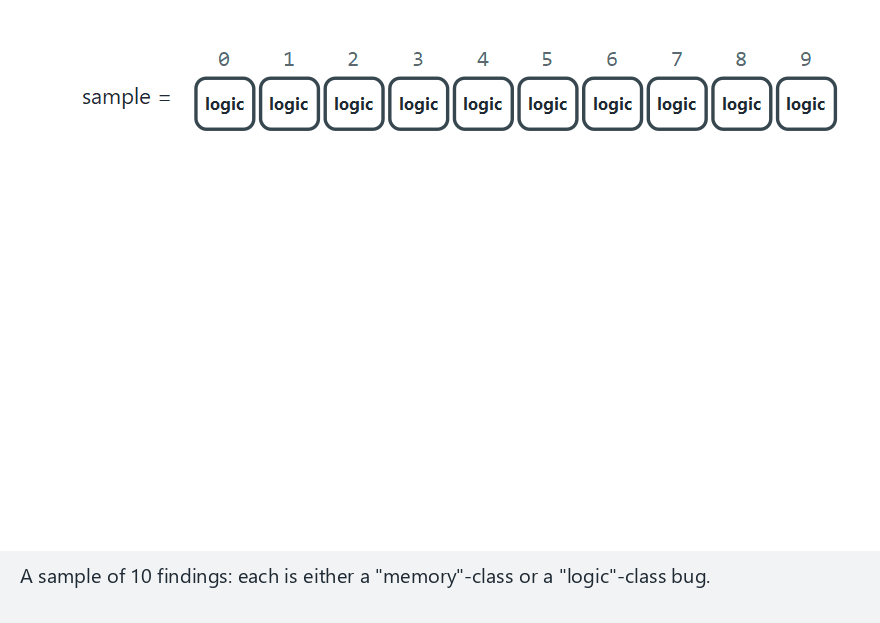 0 1 2 3 4 5 6 7 8 9
sample = logic logic logic logic logic logic logic logic logic logic
A sample of 10 findings: each is either a "memory"-class or a "logic"-class bug.